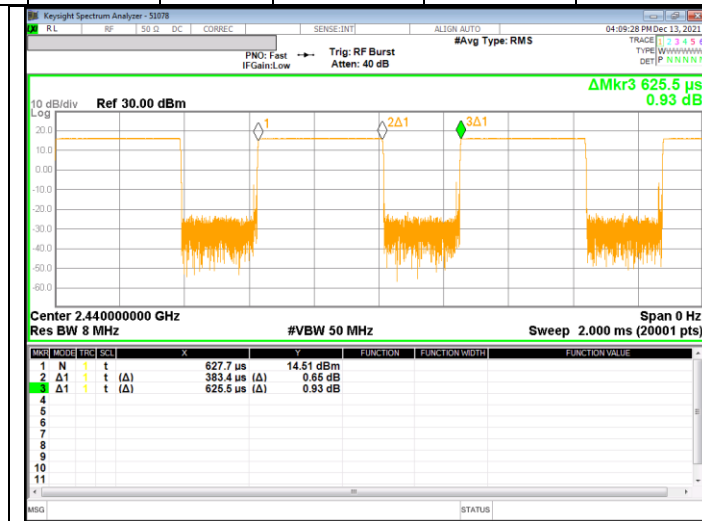 Keysight Spectrum Analyzer - 51078
RL RF 50 Ω DC CORREC SENSE:INT ALIGN AUTO 04:09:28 PM Dec 13, 2021
#Avg Type: RMS
TRACE 1 2 3 4 5 6
PNO: Fast Trig: RF Burst
TYPE W
IFGain:Low Atten: 40 dB
DET P N N N N N
ΔMkr3 625.5 µs
0.93 dB
10 dB/div Ref 30.00 dBm
Log
1 2Δ1 3Δ1
20.0
10.0
0.00
-10.0
-20.0
-30.0
-40.0
-50.0
-60.0
Center 2.440000000 GHz Span 0 Hz
Res BW 8 MHz #VBW 50 MHz Sweep 2.000 ms (20001 pts)
MKR MODE TRC SCL X Y FUNCTION FUNCTION WIDTH FUNCTION VALUE
1 N 1 t 627.7 µs 14.51 dBm
2 Δ1 1 t (Δ) 383.4 µs (Δ) 0.65 dB
3 Δ1 1 t (Δ) 625.5 µs (Δ) 0.93 dB
4
5
6
7
8
9
10
11
MSG STATUS